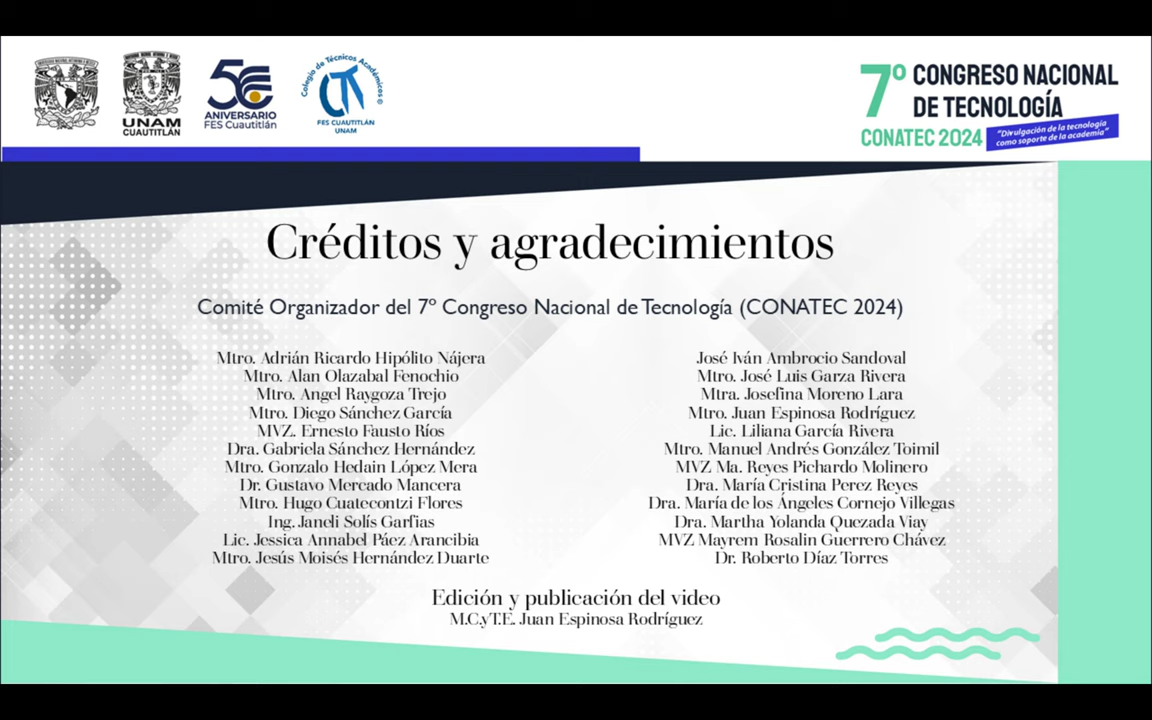 UNAM
CUAUTITLÁN
ANIVERSARIO
FES Cuautitlán
Colegio de Técnicos Académicos
FES CUAUTITLÁN
UNAM
7º CONGRESO NACIONAL
DE TECNOLOGÍA
CONATEC 2024
"Divulgación de la tecnología
como soporte de la academia"
Créditos y agradecimientos
Comité Organizador del 7º Congreso Nacional de Tecnología (CONATEC 2024)
Mtro. Adrián Ricardo Hipólito Nájera
Mtro. Alan Olazabal Fenochio
Mtro. Angel Raygoza Trejo
Mtro. Diego Sánchez García
MVZ. Ernesto Fausto Ríos
Dra. Gabriela Sánchez Hernández
Mtro. Gonzalo Hedain López Mera
Dr. Gustavo Mercado Mancera
Mtro. Hugo Cuatecontzi Flores
Ing. Janeli Solís Garfias
Lic. Jessica Annabel Páez Arancibia
Mtro. Jesús Moisés Hernández Duarte
José Iván Ambrocio Sandoval
Mtro. José Luis Garza Rivera
Mtra. Josefina Moreno Lara
Mtro. Juan Espinosa Rodríguez
Lic. Liliana García Rivera
Mtro. Manuel Andrés González Toimil
MVZ Ma. Reyes Pichardo Molinero
Dra. María Cristina Perez Reyes
Dra. María de los Ángeles Cornejo Villegas
Dra. Martha Yolanda Quezada Viay
MVZ Mayrem Rosalin Guerrero Chávez
Dr. Roberto Díaz Torres
Edición y publicación del video
M.C.yT.E. Juan Espinosa Rodríguez